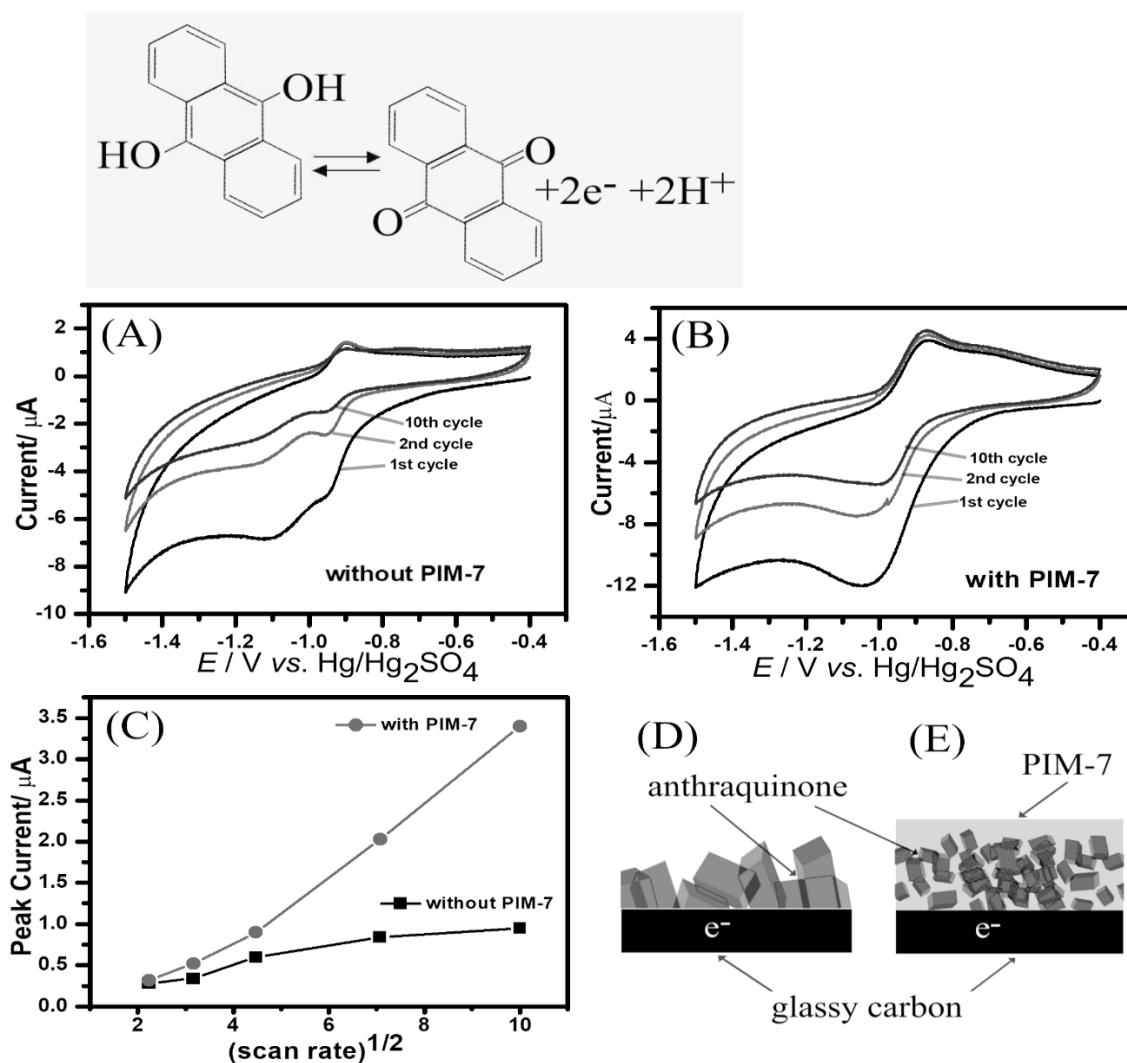 OH
HO
O
O
+2e- +2H+
(A)
2
0
-2
-4
-6
-8
-10
Current/ μA
10th cycle
2nd cycle
1st cycle
without PIM-7
-1.6 -1.4 -1.2 -1.0 -0.8 -0.6 -0.4
E / V vs. Hg/Hg2SO4
(B)
4
0
-4
-8
-12
Current/μA
10th cycle
2nd cycle
1st cycle
with PIM-7
-1.6 -1.4 -1.2 -1.0 -0.8 -0.6 -0.4
E / V vs. Hg/Hg2SO4
(C)
3.5
3.0
2.5
2.0
1.5
1.0
0.5
0.0
Peak Current/ μA
with PIM-7
without PIM-7
2 4 6 8 10
(scan rate)1/2
(D)
(E)
PIM-7
anthraquinone
e-
e-
glassy carbon